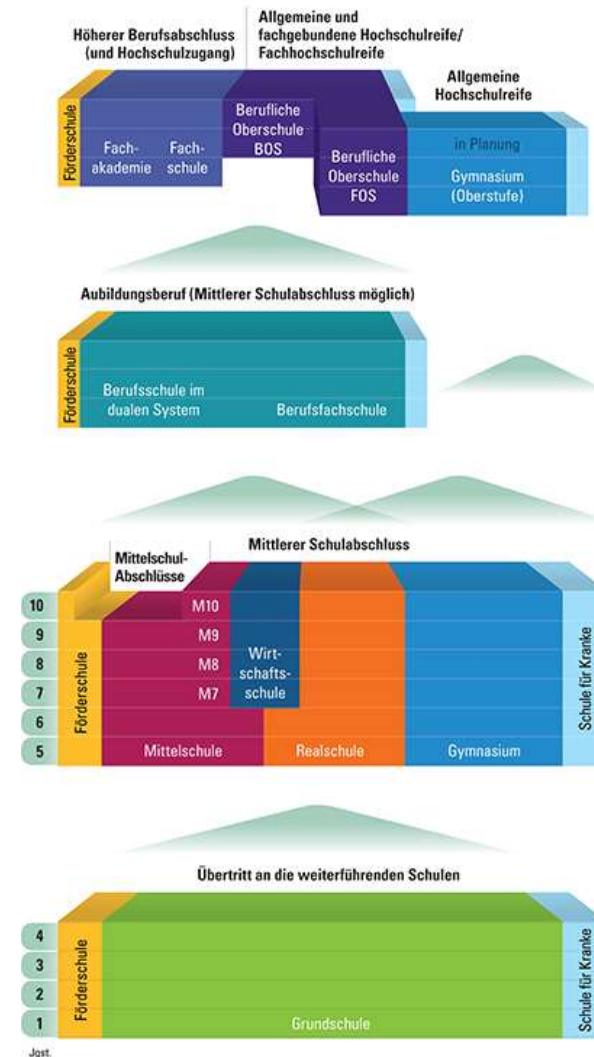 Höherer Berufsabschluss
(und Hochschulzugang)
Allgemeine und
fachgebundene Hochschulreife/
Fachhochschulreife
Allgemeine
Hochschulreife
Förderschule
Fach-
akademie
Fach-
schule
Berufliche
Oberschule
BOS
Berufliche
Oberschule
FOS
in Planung
Gymnasium
(Oberstufe)
Aubildungsberuf (Mittlerer Schulabschluss möglich)
Förderschule
Berufsschule im
dualen System
Berufsfachschule
Mittelschul-
Abschlüsse
Mittlerer Schulabschluss
10
9
8
7
6
5
Förderschule
M10
M9
M8
M7
Mittelschule
Wirt-
schafts-
schule
Realschule
Gymnasium
Schule für Kranke
Übertritt an die weiterführenden Schulen
4
3
2
1
Förderschule
Grundschule
Schule für Kranke
Jgst.